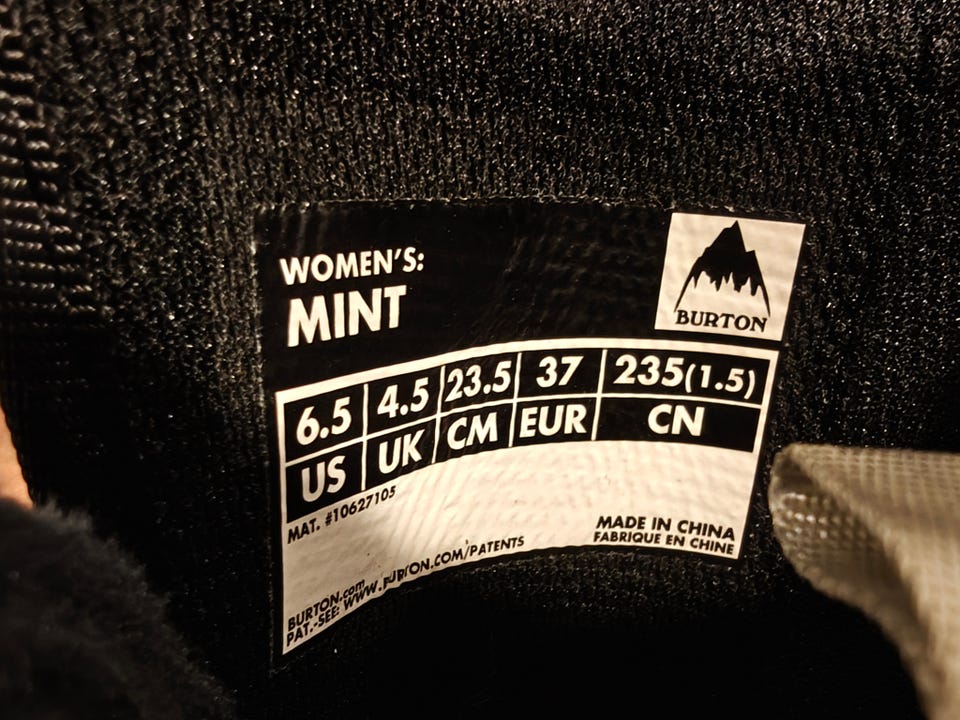 WOMEN'S:
MINT
BURTON
6.5 4.5 23.5 37 235(1.5)
US UK CM EUR CN
MAT. #10627105
MADE IN CHINA
FABRIQUE EN CHINE
BURTON.com
PAT.-SEE: WWW.BURTON.COM/PATENTS